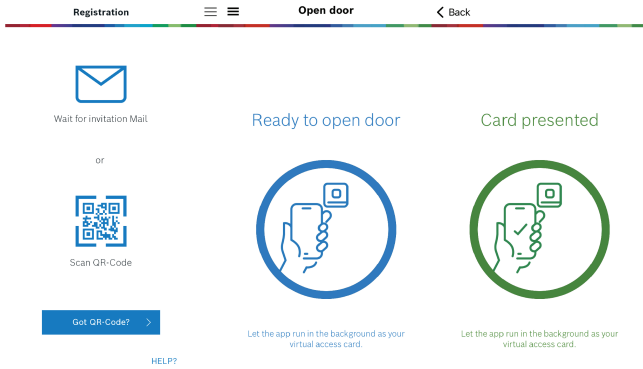 Registration
Wait for invitation Mail
or
Scan QR-Code
Got QR-Code?
HELP?
Open door
Ready to open door
Let the app run in the background as your
virtual access card.
Back
Card presented
Let the app run in the background as your
virtual access card.